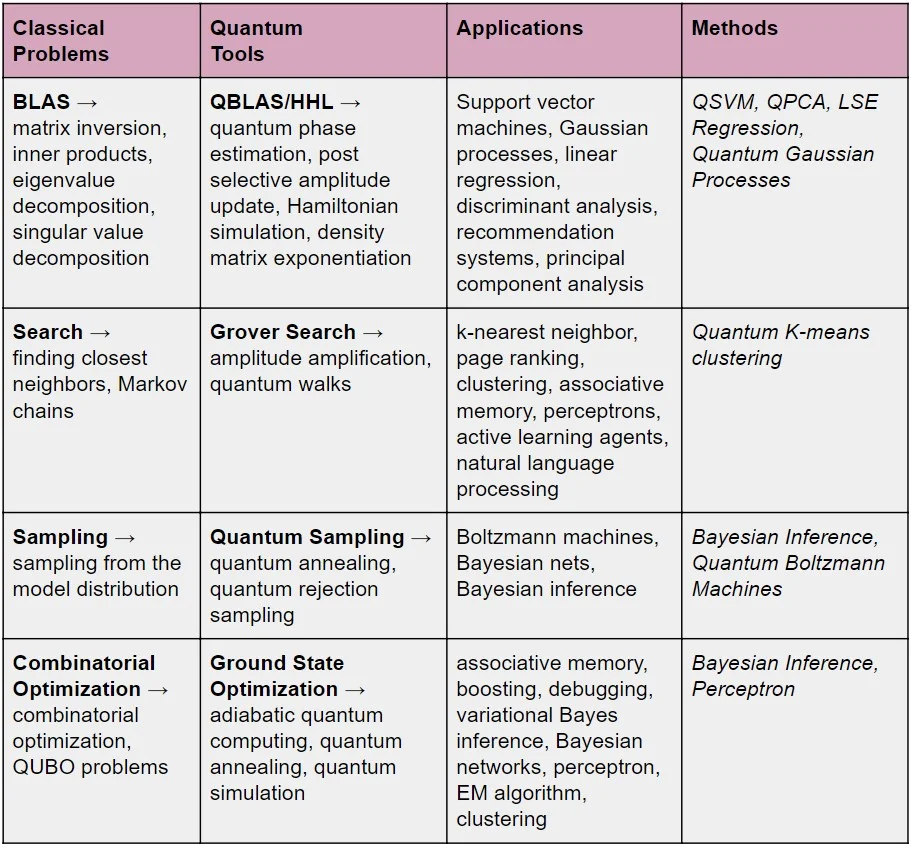 Classical
Problems
Quantum
Tools
Applications
Methods
BLAS →
matrix inversion,
inner products,
eigenvalue
decomposition,
singular value
decomposition
QBLAS/HHL →
quantum phase
estimation, post
selective amplitude
update, Hamiltonian
simulation, density
matrix exponentiation
Support vector
machines, Gaussian
processes, linear
regression,
discriminant analysis,
recommendation
systems, principal
component analysis
QSVM, QPCA, LSE
Regression,
Quantum Gaussian
Processes
Search →
finding closest
neighbors, Markov
chains
Grover Search →
amplitude amplification,
quantum walks
k-nearest neighbor,
page ranking,
clustering, associative
memory, perceptrons,
active learning agents,
natural language
processing
Quantum K-means
clustering
Sampling →
sampling from the
model distribution
Quantum Sampling →
quantum annealing,
quantum rejection
sampling
Boltzmann machines,
Bayesian nets,
Bayesian inference
Bayesian Inference,
Quantum Boltzmann
Machines
Combinatorial
Optimization →
combinatorial
optimization,
QUBO problems
Ground State
Optimization →
adiabatic quantum
computing, quantum
annealing, quantum
simulation
associative memory,
boosting, debugging,
variational Bayes
inference, Bayesian
networks, perceptron,
EM algorithm,
clustering
Bayesian Inference,
Perceptron